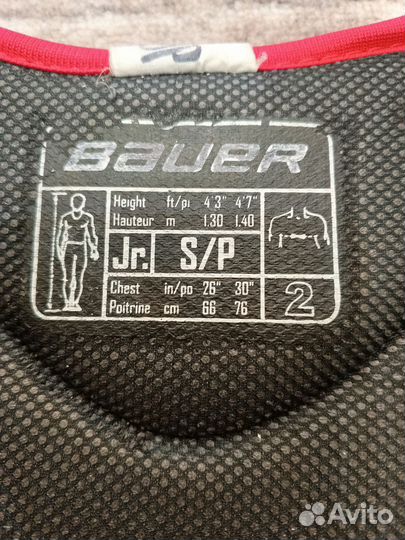 BAUER
Height ft/pi 4'3" 4'7"
Hauteur m 1.30 1.40
Jr. S/P
Chest in/po 26" 30"
Poitrine cm 66 76
2
Avito